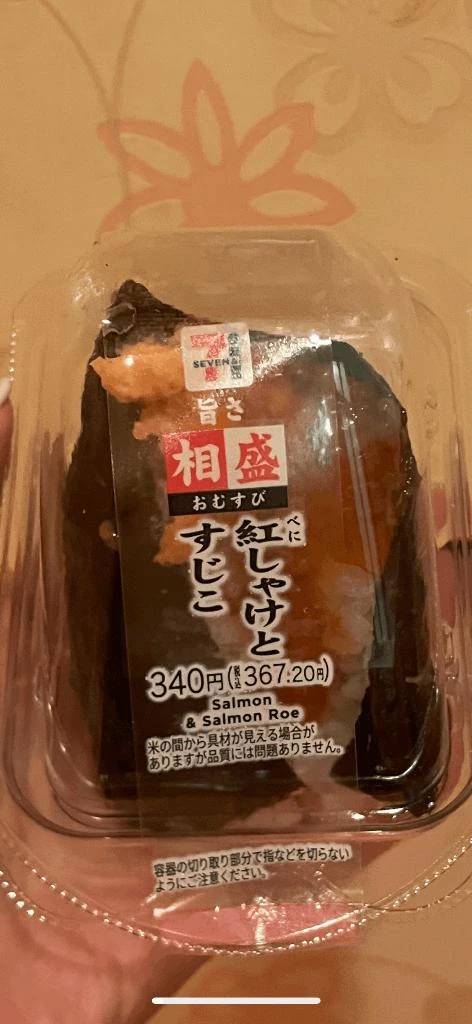 7
SEVEN
旨さ
相盛
おむすび
べに
紅しゃけと
すじこ
340円(税込367.20円)
Salmon
& Salmon Roe
米の間から具材が見える場合が
ありますが品質には問題ありません。
容器の切り取り部分で指などを切らない
ようにご注意ください。